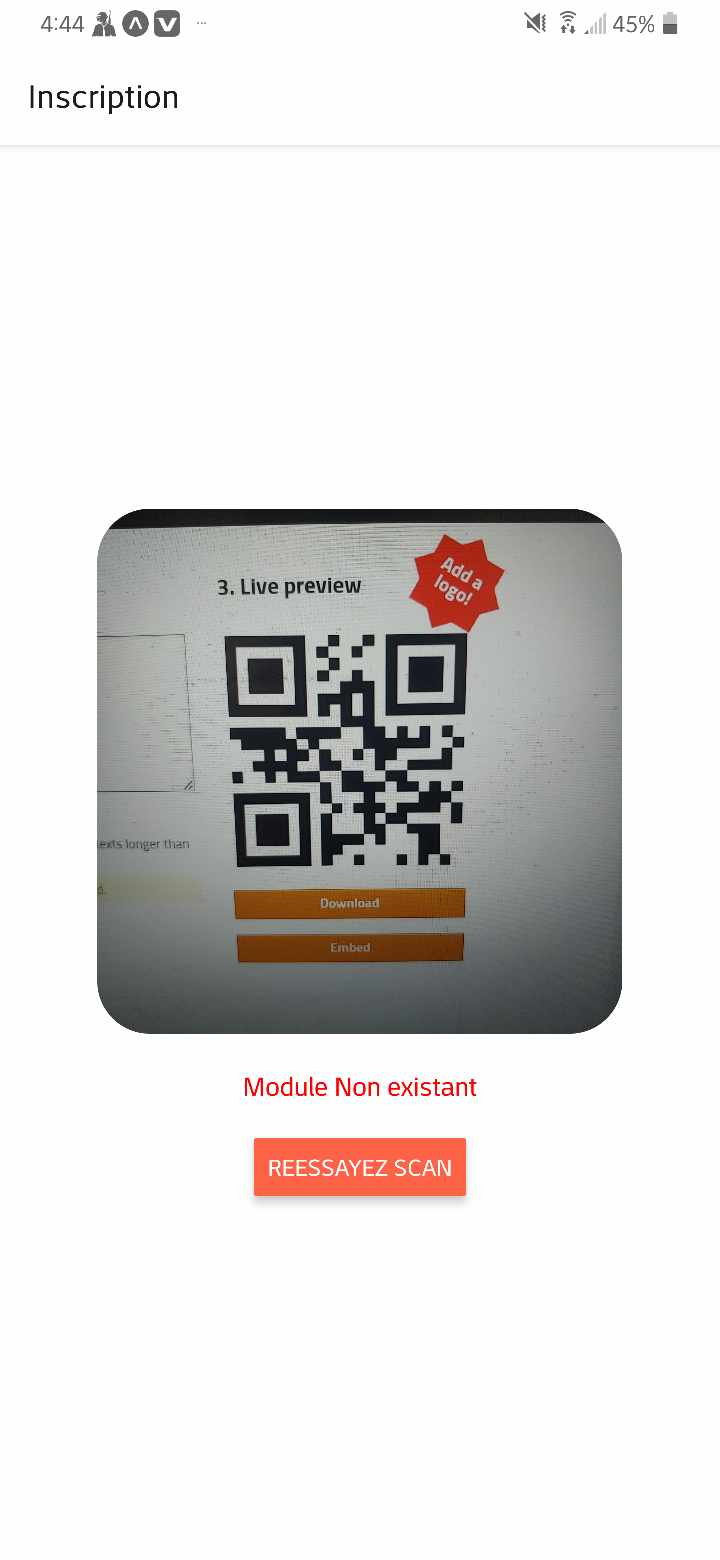 4:44
45%
Inscription
3. Live preview
Add a
logo!
exts longer than
d.
Download
Embed
Module Non existant
REESSAYEZ SCAN